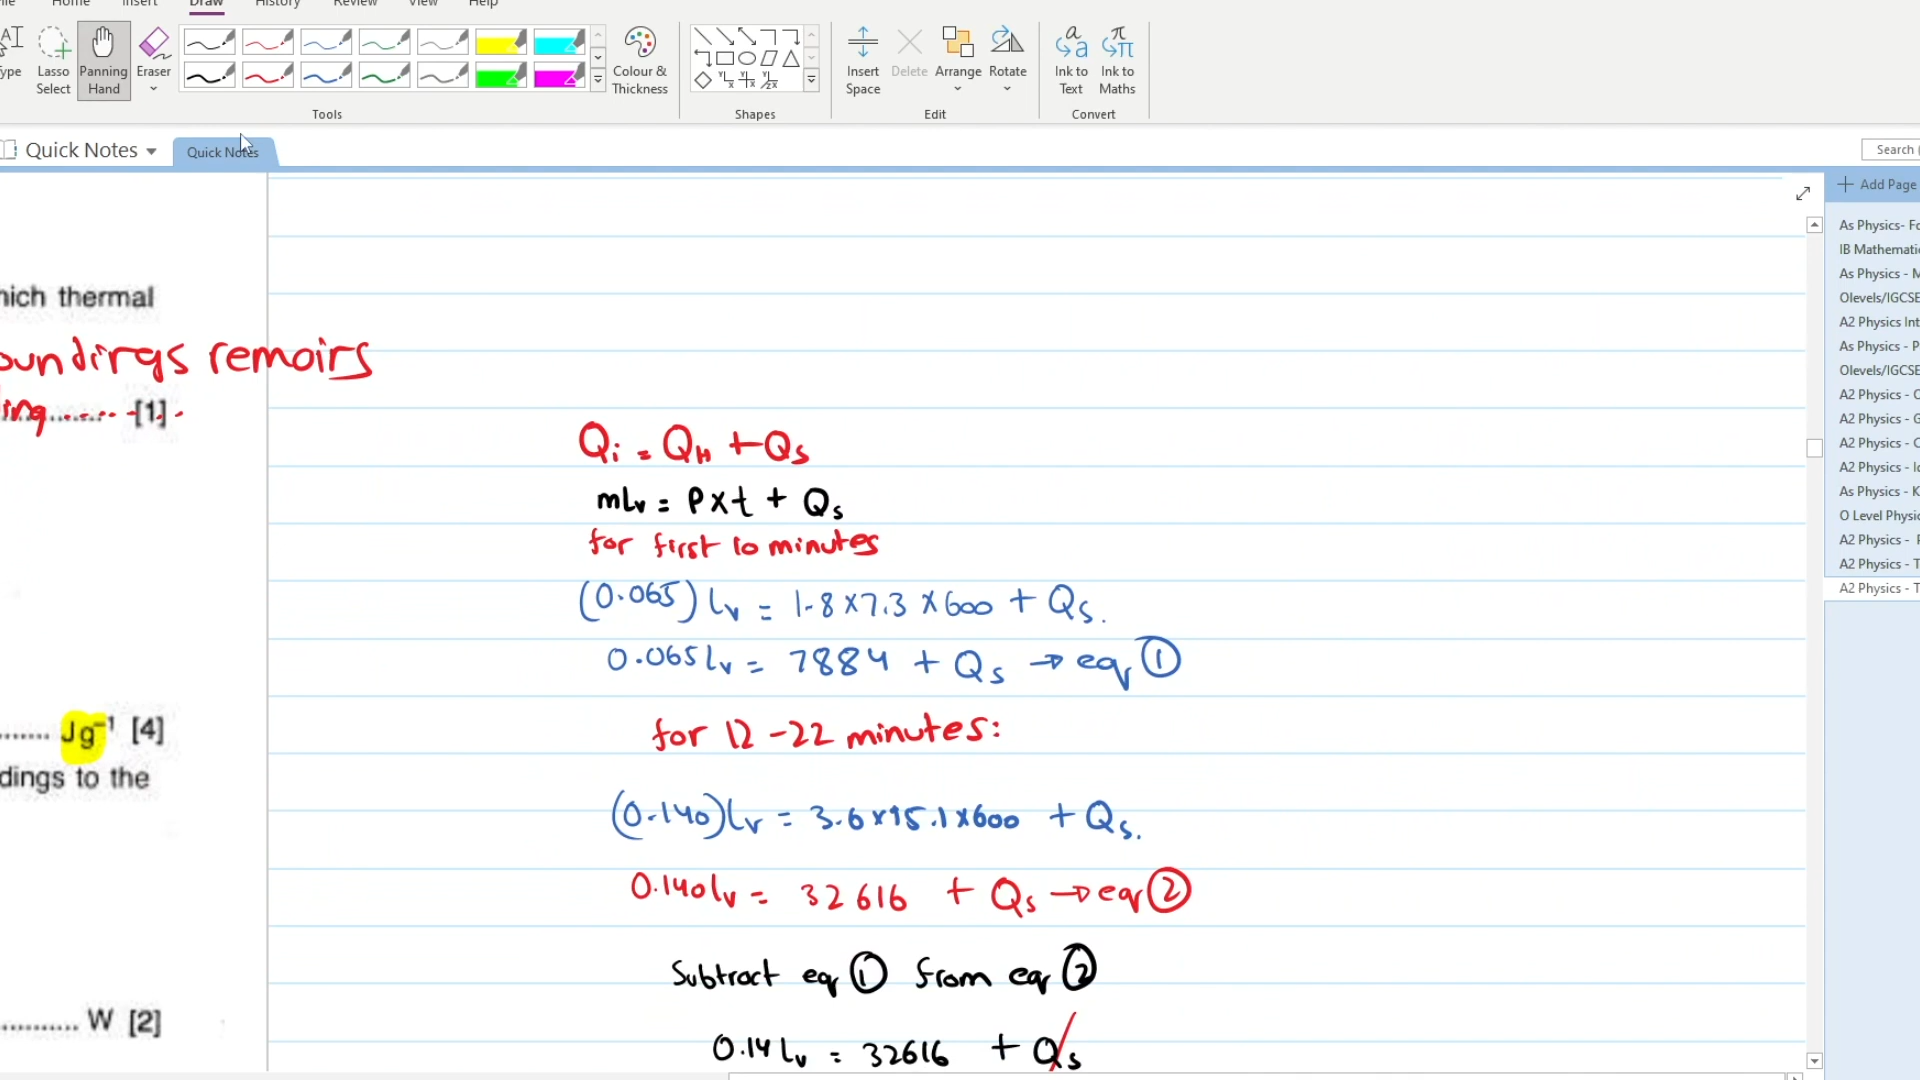 Home Insert Draw History Review View Help
Type
Lasso Select
Panning Hand
Eraser
Colour & Thickness
Insert Space
Delete
Arrange
Rotate
Ink to Text
Ink to Maths
Tools
Shapes
Edit
Convert
Quick Notes
Quick Notes
Search
Add Page
As Physics- Fo
IB Mathemati
As Physics - M
Olevels/IGCSE
A2 Physics Int
As Physics - P
Olevels/IGCSE
A2 Physics - C
A2 Physics - G
A2 Physics - C
A2 Physics - Id
As Physics - K
O Level Physic
A2 Physics - P
A2 Physics - T
A2 Physics - T
hich thermal
oundings remains
ing........ [1]
....... Jg⁻¹ [4]
dings to the
........... W [2]
Qi = QH + Qs
mLv = P x t + Qs
for first 10 minutes
(0.065) Lv = 1.8 x 7.3 x 600 + Qs.
0.065 Lv = 7884 + Qs → eq ①
for 12 - 22 minutes:
(0.140) Lv = 3.6 x 15.1 x 600 + Qs.
0.140 Lv = 32616 + Qs → eq ②
Subtract eq ① from eq ②
0.14 Lv = 32616 + Qs